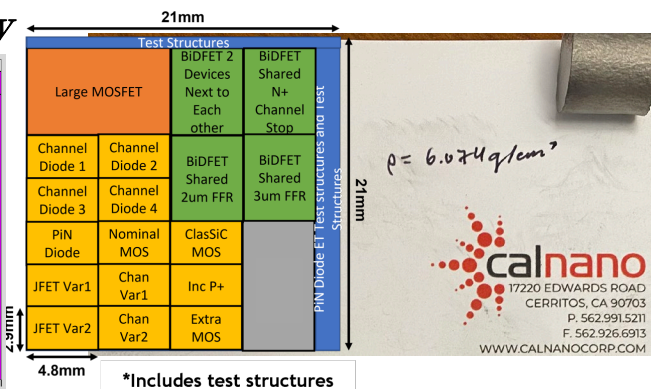 21mm
Test Structures
Large MOSFET
BiDFET 2
Devices
Next to
Each
other
BiDFET
Shared
N+
Channel
Stop
Channel
Diode 1
Channel
Diode 2
BiDFET
Shared
2um FFR
BiDFET
Shared
3um FFR
Channel
Diode 3
Channel
Diode 4
PiN
Diode
Nominal
MOS
ClasSiC
MOS
JFET Var1
Chan
Var1
Inc P+
JFET Var2
Chan
Var2
Extra
MOS
PiN Diode ET Test structures and Test
Structures
21mm
2.9mm
4.8mm
*Includes test structures
ρ = 6.074 g/cm³
calnano
17220 EDWARDS ROAD
CERRITOS, CA 90703
P. 562.991.5211
F. 562.926.6913
WWW.CALNANOCORP.COM